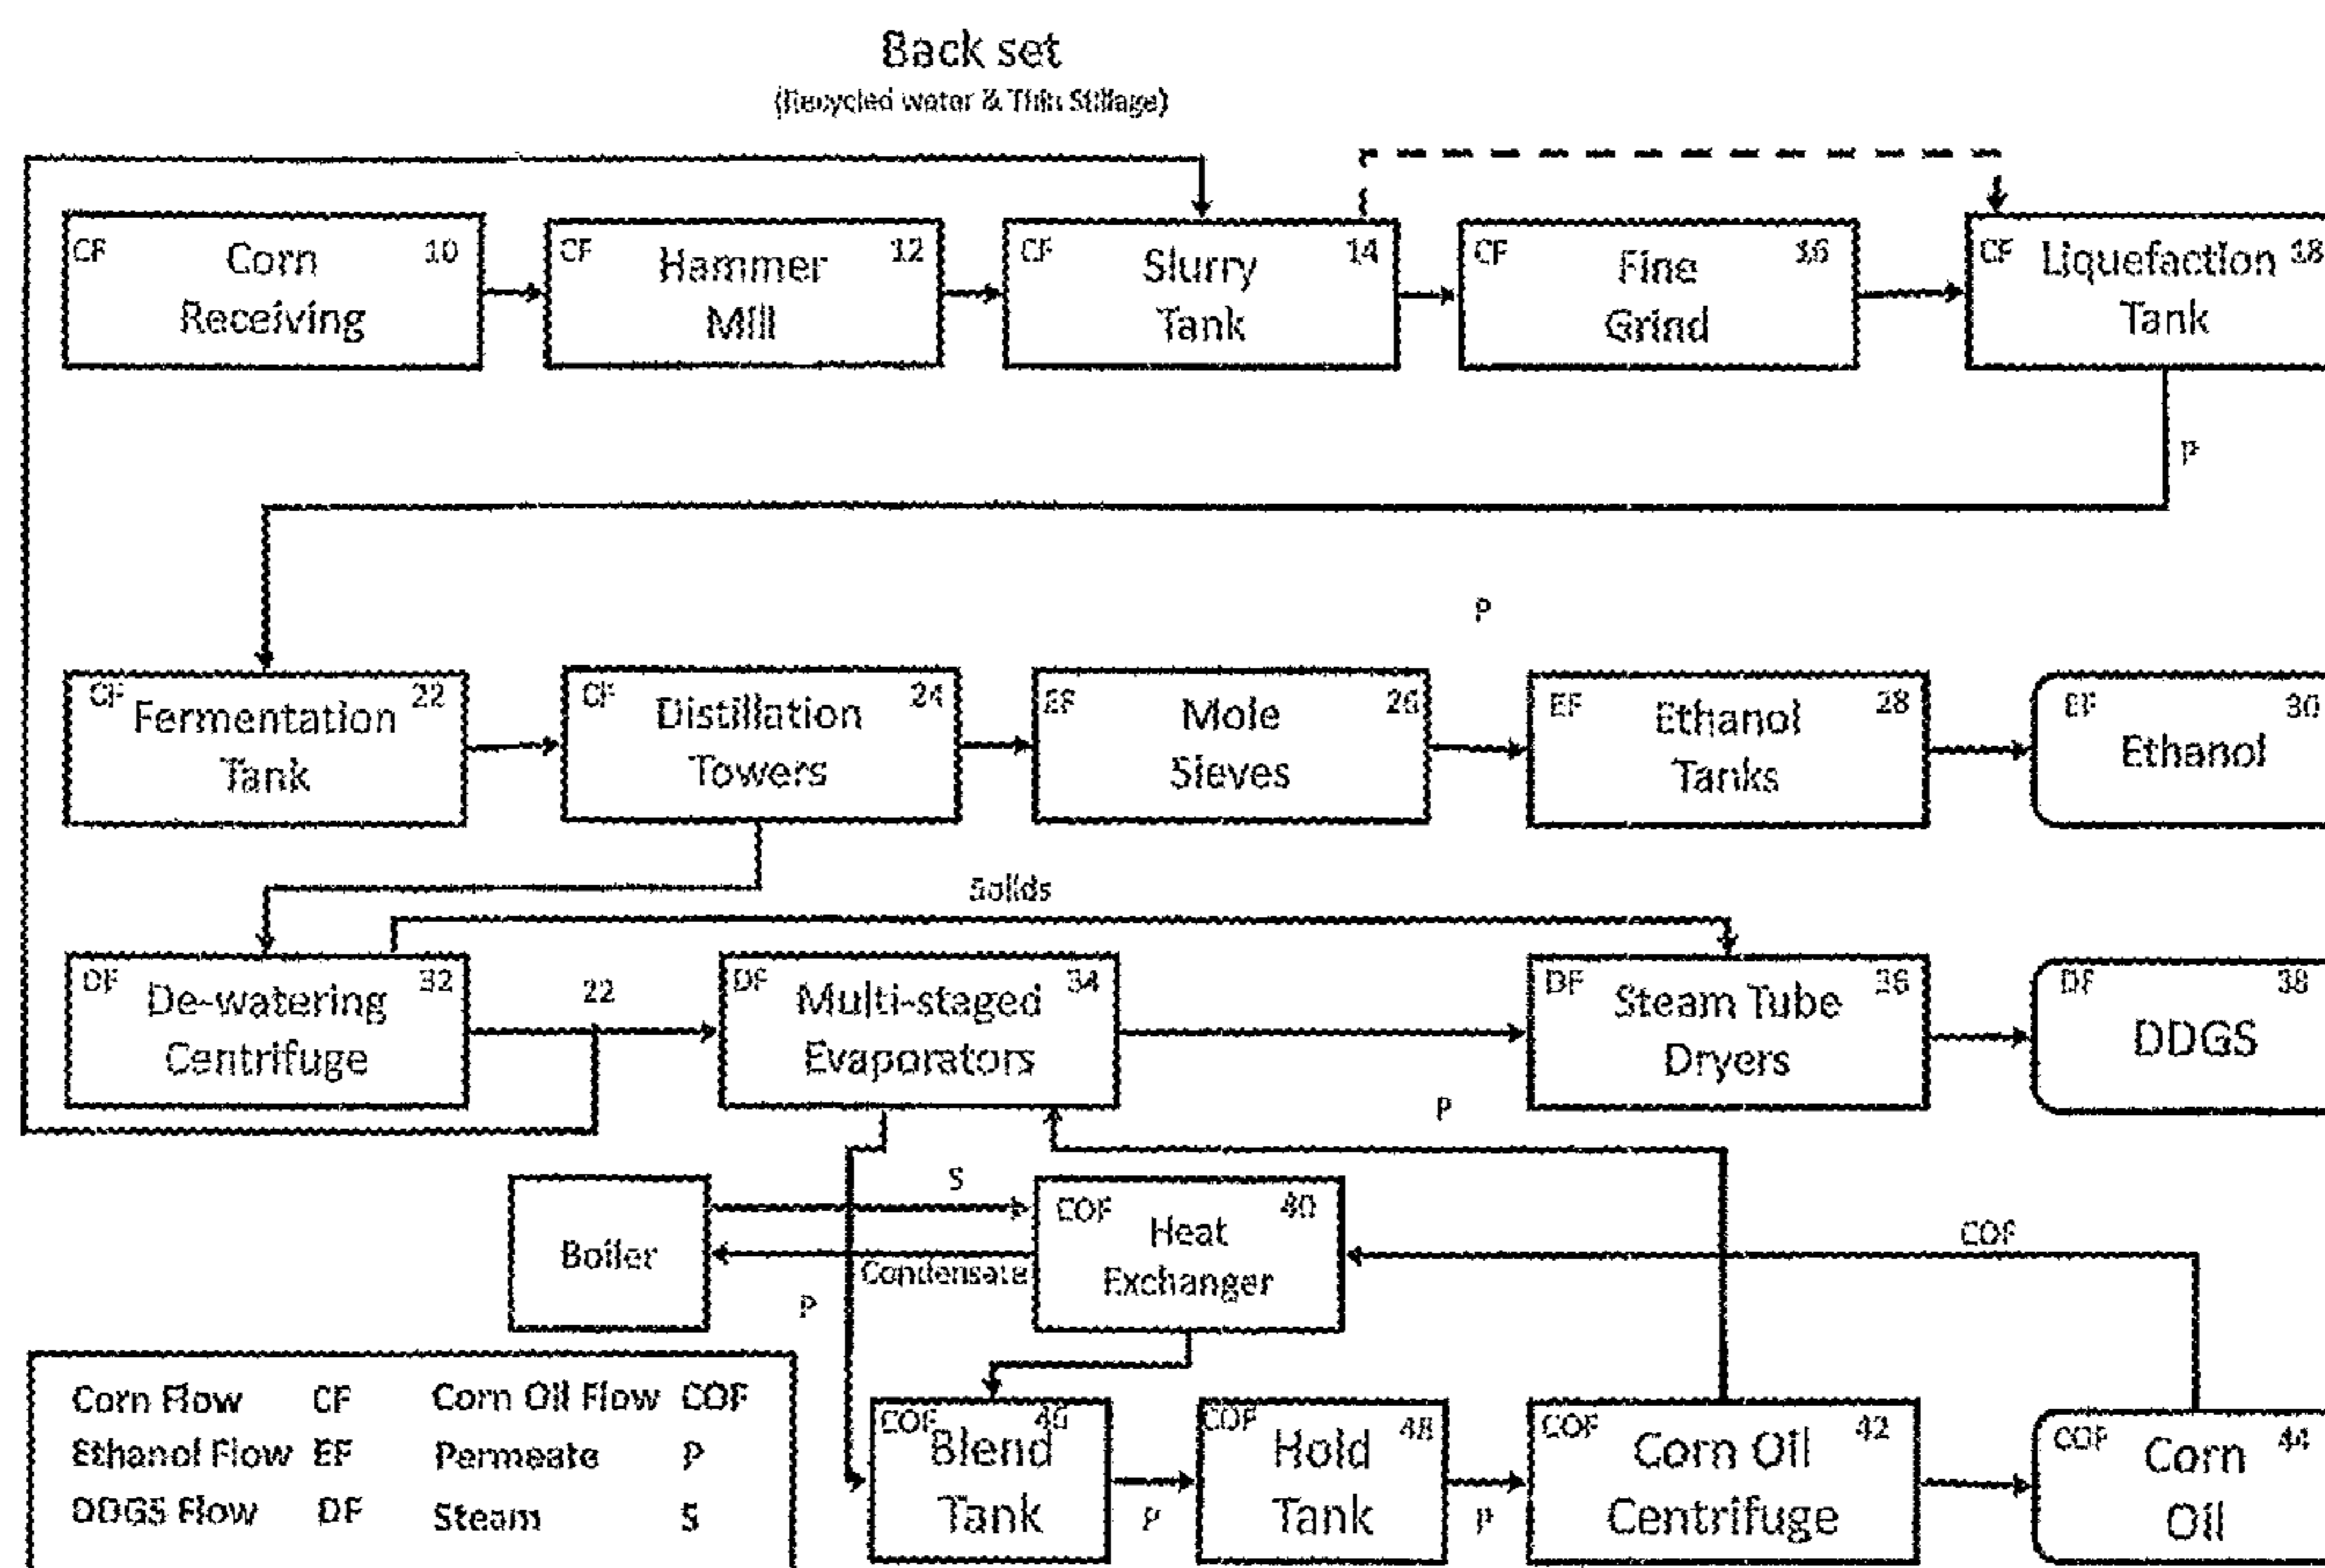 Back set
(Recycled water & Thin Stillage)
CF Corn 10
Receiving
CF Hammer 12
Mill
CF Slurry 14
Tank
CF Fine 16
Grind
CF Liquefaction 18
Tank
P
P
CF Fermentation 22
Tank
CF Distillation 24
Towers
EF Mole 26
Sieves
EF Ethanol 28
Tanks
EF 30
Ethanol
Solids
DF De-watering 32
Centrifuge
22
DF Multi-staged 34
Evaporators
DF Steam Tube 36
Dryers
DF 38
DDGS
P
Boiler
S
Condensate
P
COF 40
Heat
Exchanger
COF
Corn Flow CF Corn Oil Flow COF
Ethanol Flow EF Permeate P
DDGS Flow DF Steam S
COF Blend
Tank
P
COF Hold 48
Tank
P
COF Corn Oil 42
Centrifuge
COF Corn 44
Oil